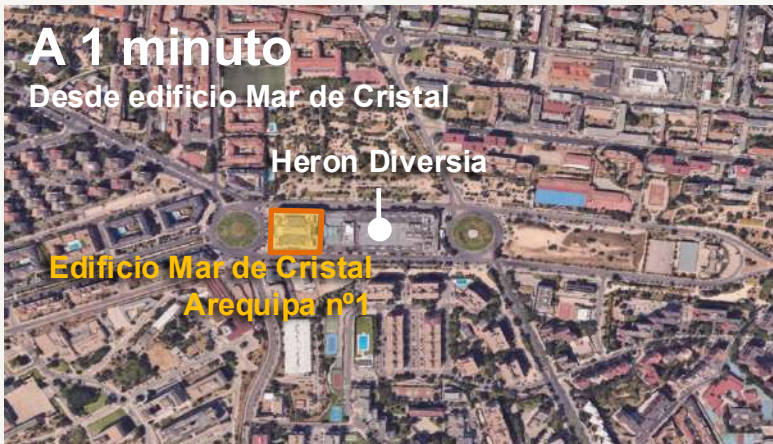 A 1 minuto
Desde edificio Mar de Cristal
Heron Diversia
Edificio Mar de Cristal
Arequipa nº1